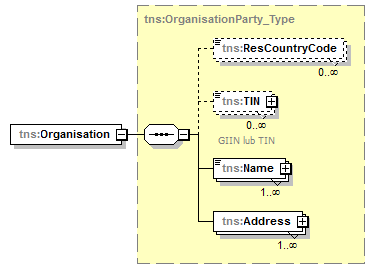 tns:OrganisationParty_Type
tns:ResCountryCode
0..∞
tns:TIN
0..∞
GIIN lub TIN
tns:Organisation
tns:Name
1..∞
tns:Address
1..∞